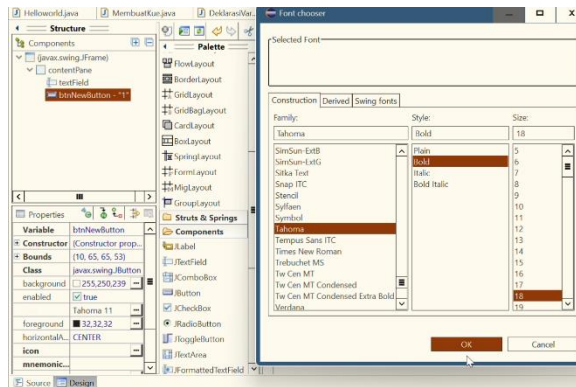 Helloworld.java
MembuatKue.java
DeklarasiVar...
Structure
Components
(javax.swing.JFrame)
contentPane
textField
btnNewButton - "1"
Properties
Variable btnNewButton
Constructor (Constructor prop...
Bounds (10, 65, 65, 53)
Class javax.swing.JButton
background 255,250,239
enabled true
Tahoma 11
foreground 32,32,32
horizontalA... CENTER
icon
mnemonic...
Source Design
Palette
FlowLayout
BorderLayout
GridLayout
GridBagLayout
CardLayout
BoxLayout
SpringLayout
FormLayout
MigLayout
GroupLayout
Struts & Springs
Components
JLabel
JTextField
JComboBox
JButton
JCheckBox
JRadioButton
JToggleButton
JTextArea
JFormattedTextField
Font chooser
Selected Font
Construction Derived Swing fonts
Family:
Tahoma
SimSun-ExtB
SimSun-ExtG
Sitka Text
Snap ITC
Stencil
Sylfaen
Symbol
Tahoma
Tempus Sans ITC
Times New Roman
Trebuchet MS
Tw Cen MT
Tw Cen MT Condensed
Tw Cen MT Condensed Extra Bold
Verdana
Style:
Bold
Plain
Bold
Italic
Bold Italic
Size:
18
5
6
7
8
9
10
11
12
13
14
15
16
17
18
19
OK
Cancel